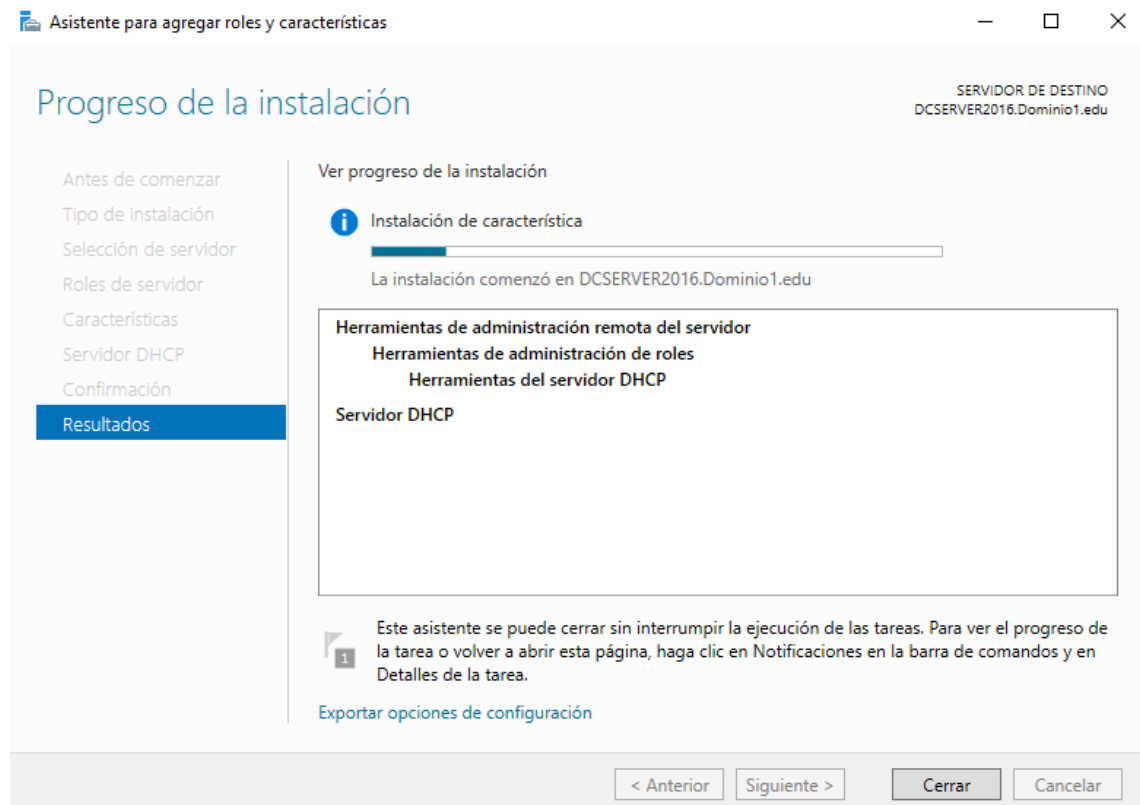 Asistente para agregar roles y características
Progreso de la instalación
SERVIDOR DE DESTINO
DCSERVER2016.Dominio1.edu
Antes de comenzar
Tipo de instalación
Selección de servidor
Roles de servidor
Características
Servidor DHCP
Confirmación
Resultados
Ver progreso de la instalación
Instalación de característica
La instalación comenzó en DCSERVER2016.Dominio1.edu
Herramientas de administración remota del servidor
Herramientas de administración de roles
Herramientas del servidor DHCP
Servidor DHCP
1
Este asistente se puede cerrar sin interrumpir la ejecución de las tareas. Para ver el progreso de
la tarea o volver a abrir esta página, haga clic en Notificaciones en la barra de comandos y en
Detalles de la tarea.
Exportar opciones de configuración
< Anterior
Siguiente >
Cerrar
Cancelar